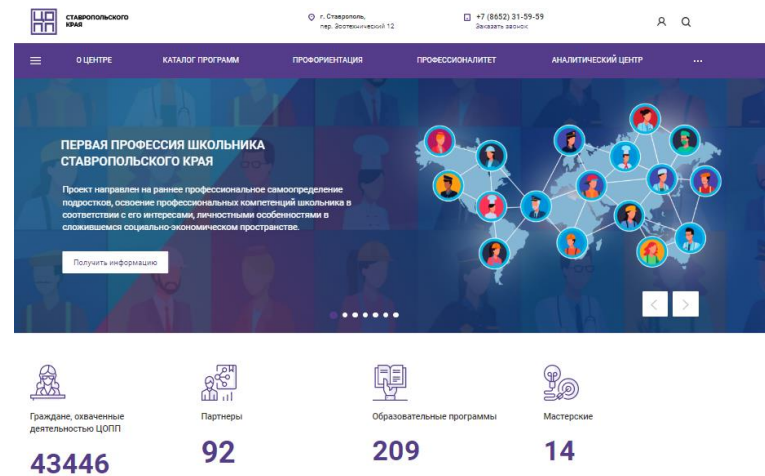 ЦОПП
СТАВРОПОЛЬСКОГО
КРАЯ
г. Ставрополь,
пер. Зоотехнический 12
+7 (8652) 31-59-59
Заказать звонок
О ЦЕНТРЕ
КАТАЛОГ ПРОГРАММ
ПРОФОРИЕНТАЦИЯ
ПРОФЕССИОНАЛИТЕТ
АНАЛИТИЧЕСКИЙ ЦЕНТР
...
ПЕРВАЯ ПРОФЕССИЯ ШКОЛЬНИКА
СТАВРОПОЛЬСКОГО КРАЯ
Проект направлен на раннее профессиональное самоопределение
подростков, освоение профессиональных компетенций школьника в
соответствии с его интересами, личностными особенностями в
сложившемся социально-экономическом пространстве.
Получить информацию
Граждане, охваченные
деятельностью ЦОПП
43446
Партнеры
92
Образовательные программы
209
Мастерские
14